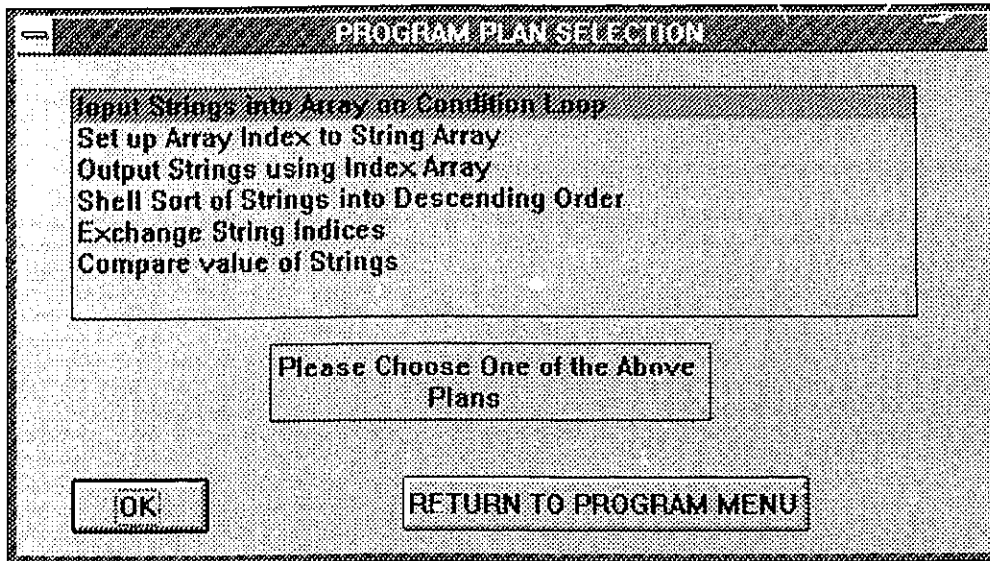 PROGRAM PLAN SELECTION
Input Strings into Array on Condition Loop
Set up Array Index to String Array
Output Strings using Index Array
Shell Sort of Strings into Descending Order
Exchange String Indices
Compare value of Strings
Please Choose One of the Above
Plans
OK
RETURN TO PROGRAM MENU